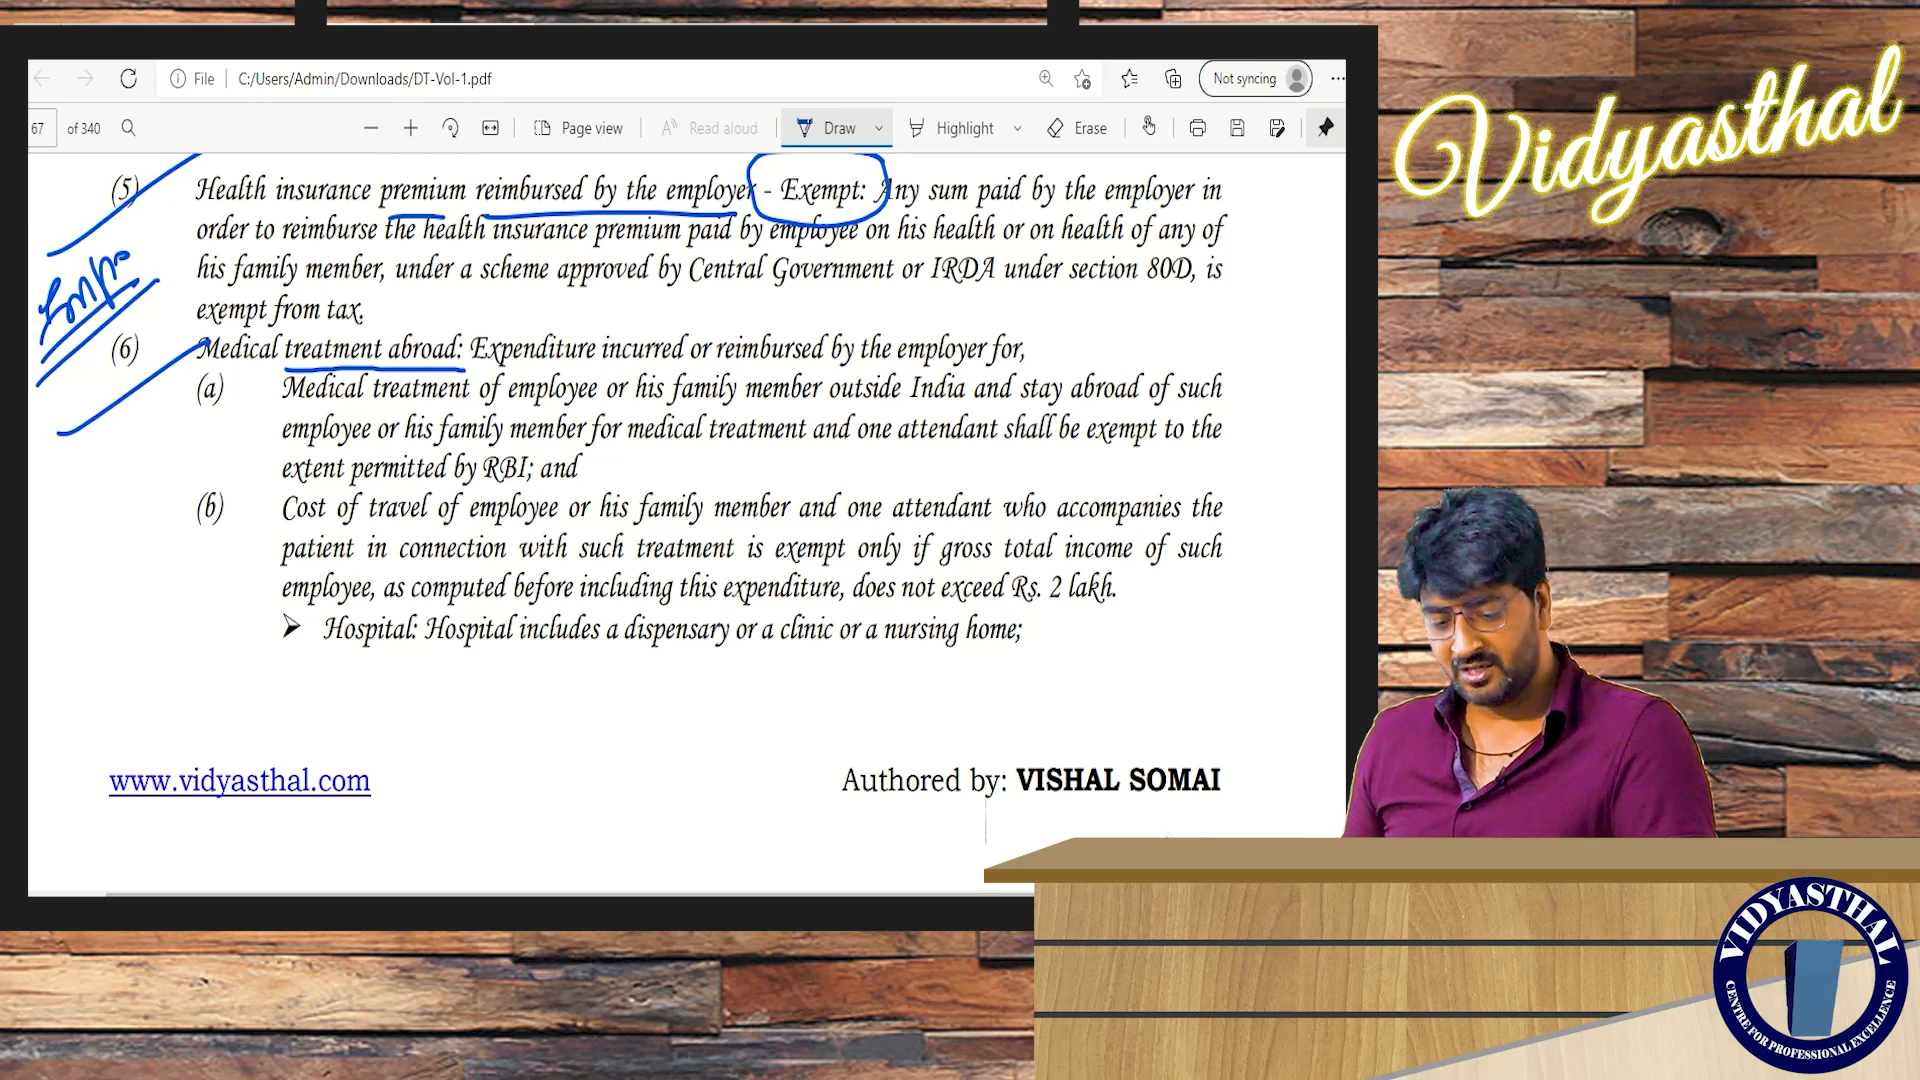 File C:/Users/Admin/Downloads/DT-Vol-1.pdf Not syncing
67 of 340 Page view Read aloud Draw Highlight Erase
(5) Health insurance premium reimbursed by the employer - Exempt: Any sum paid by the employer in
order to reimburse the health insurance premium paid by employee on his health or on health of any of
his family member, under a scheme approved by Central Government or IRDA under section 80D, is
exempt from tax.
(6) Medical treatment abroad: Expenditure incurred or reimbursed by the employer for,
(a) Medical treatment of employee or his family member outside India and stay abroad of such
employee or his family member for medical treatment and one attendant shall be exempt to the
extent permitted by RBI; and
(b) Cost of travel of employee or his family member and one attendant who accompanies the
patient in connection with such treatment is exempt only if gross total income of such
employee, as computed before including this expenditure, does not exceed Rs. 2 lakh.
➢ Hospital: Hospital includes a dispensary or a clinic or a nursing home;
www.vidyasthal.com Authored by: VISHAL SOMAI
Vidyasthal
VIDYASTHAL
CENTRE FOR PROFESSIONAL EXCELLENCE